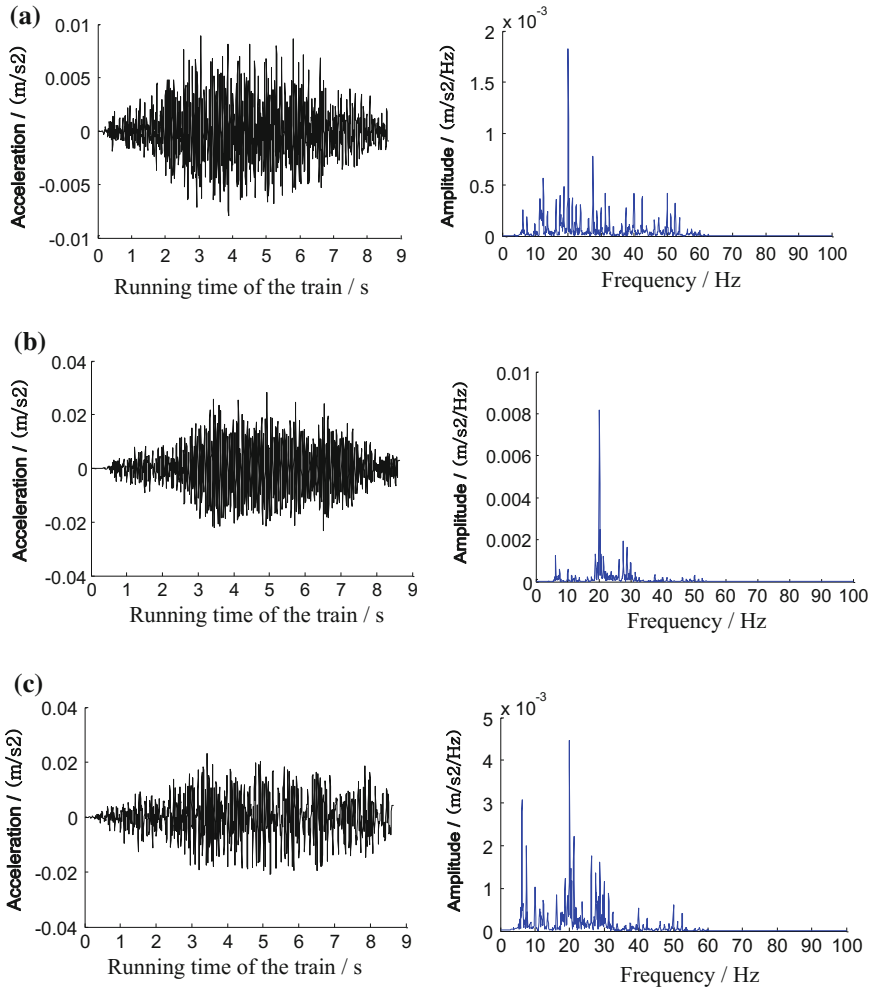 (a)
0.01
0.005
0
-0.005
-0.01
Acceleration / (m/s2)
0 1 2 3 4 5 6 7 8 9
Running time of the train / s
x 10^-3
2
1.5
1
0.5
0
Amplitude / (m/s2/Hz)
0 10 20 30 40 50 60 70 80 90 100
Frequency / Hz
(b)
0.04
0.02
0
-0.02
-0.04
Acceleration / (m/s2)
0 1 2 3 4 5 6 7 8 9
Running time of the train / s
0.01
0.008
0.006
0.004
0.002
0
Amplitude / (m/s2/Hz)
0 10 20 30 40 50 60 70 80 90 100
Frequency / Hz
(c)
0.04
0.02
0
-0.02
-0.04
Acceleration / (m/s2)
0 1 2 3 4 5 6 7 8 9
Running time of the train / s
x 10^-3
5
4
3
2
1
0
Amplitude / (m/s2/Hz)
0 10 20 30 40 50 60 70 80 90 100
Frequency / Hz